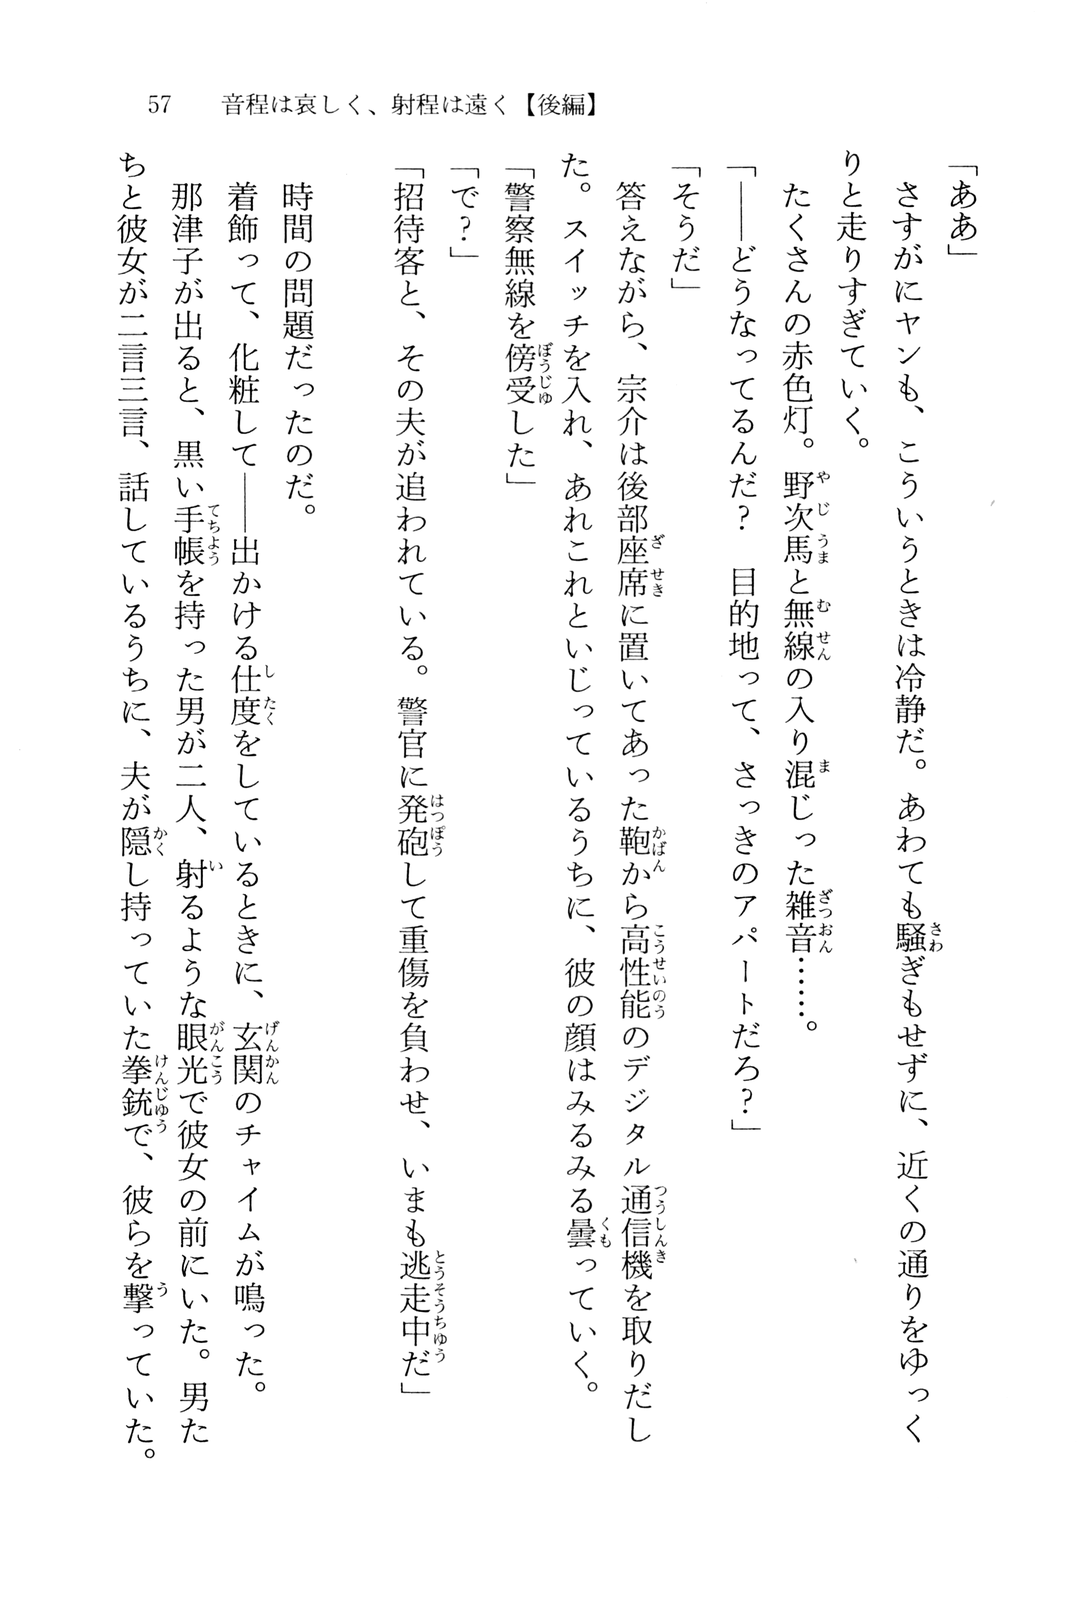 57　音程は哀しく、射程は遠く【後編】
「ああ」
さすがにヤンも、こういうときは冷静だ。あわても騒ぎもせずに、近くの通りをゆっく
りと走りすぎていく。
たくさんの赤色灯。野次馬と無線の入り混じった雑音……。
「――どうなってるんだ？　目的地って、さっきのアパートだろ？」
「そうだ」
答えながら、宗介は後部座席に置いてあった鞄から高性能のデジタル通信機を取りだし
た。スイッチを入れ、あれこれといじっているうちに、彼の顔はみるみる曇っていく。
「警察無線を傍受した」
「で？」
「招待客と、その夫が追われている。警官に発砲して重傷を負わせ、いまも逃走中だ」
時間の問題だったのだ。
着飾って、化粧して――出かける仕度をしているときに、玄関のチャイムが鳴った。
那津子が出ると、黒い手帳を持った男が二人、射るような眼光で彼女の前にいた。男た
ちと彼女が二言三言、話しているうちに、夫が隠し持っていた拳銃で、彼らを撃っていた。